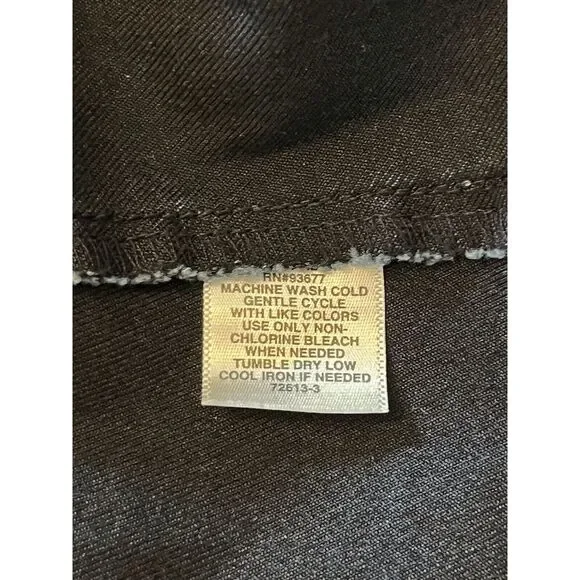 RN#93677
MACHINE WASH COLD
GENTLE CYCLE
WITH LIKE COLORS
USE ONLY NON-
CHLORINE BLEACH
WHEN NEEDED
TUMBLE DRY LOW
COOL IRON IF NEEDED
72613-3